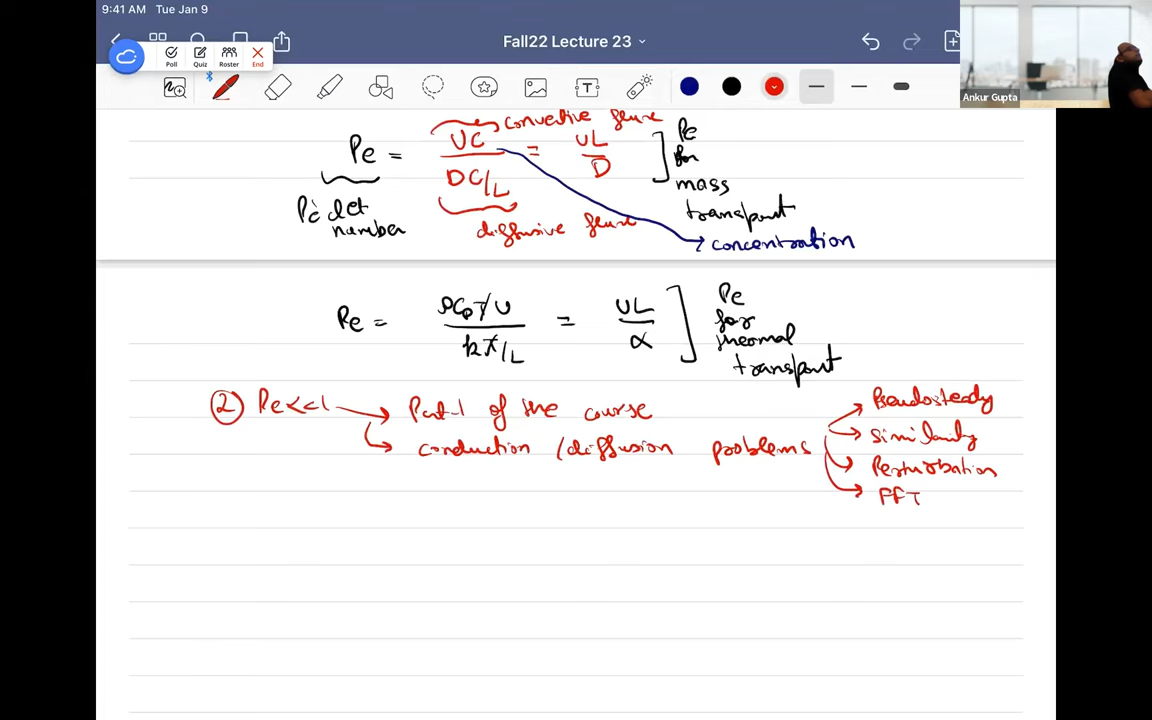 9:41 AM Tue Jan 9
Fall22 Lecture 23
Poll
Quiz
Roster
End
Ankur Gupta
convective flux
Pe = UC / DC/L = UL / D ] Pe for mass transport
Pèclet number
diffusive flux
concentration
Pe = ρCpTU / kT/L = UL / α ] Pe for thermal transport
② Pe<<1 → Part-1 of the course
conduction / diffusion problems
Pseudosteady
Similarity
Perturbation
FFT